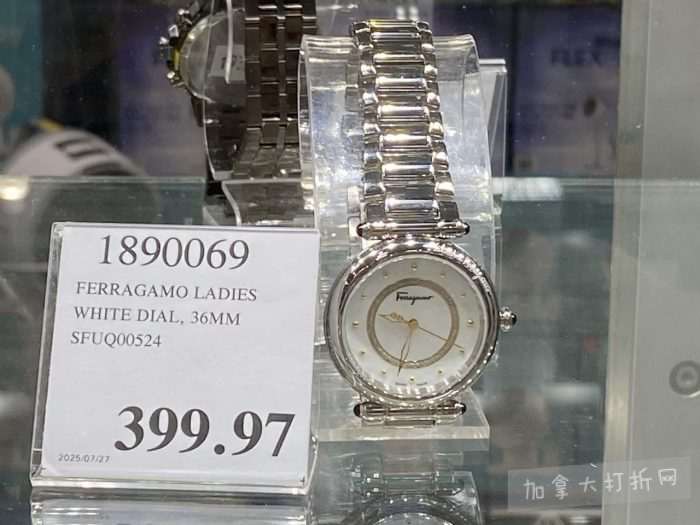 1890069
FERRAGAMO LADIES
WHITE DIAL, 36MM
SFUQ00524
399.97
2025/07/27
Ferragamo
加拿大打折网